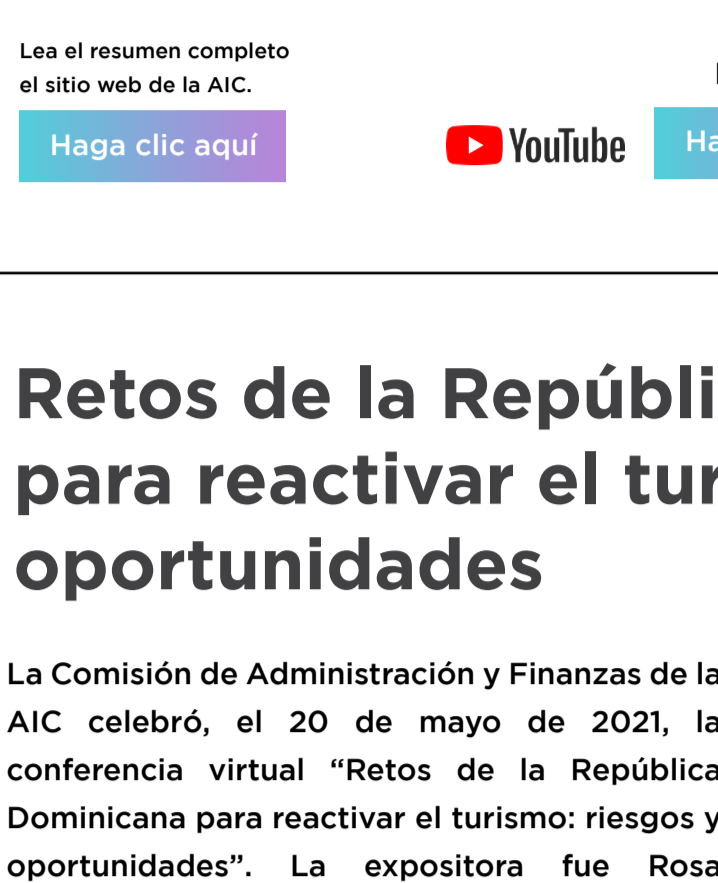 Lea el resumen completo
el sitio web de la AIC.
Haga clic aquí
YouTube
Retos de la
para reactivar el
oportunidades
La Comisión de Administración y Finanzas de la
AIC celebró, el 20 de mayo de 2021, la
conferencia virtual “Retos de la República
Dominicana para reactivar el turismo: riesgos y
oportunidades”. La expositora fue Rosa